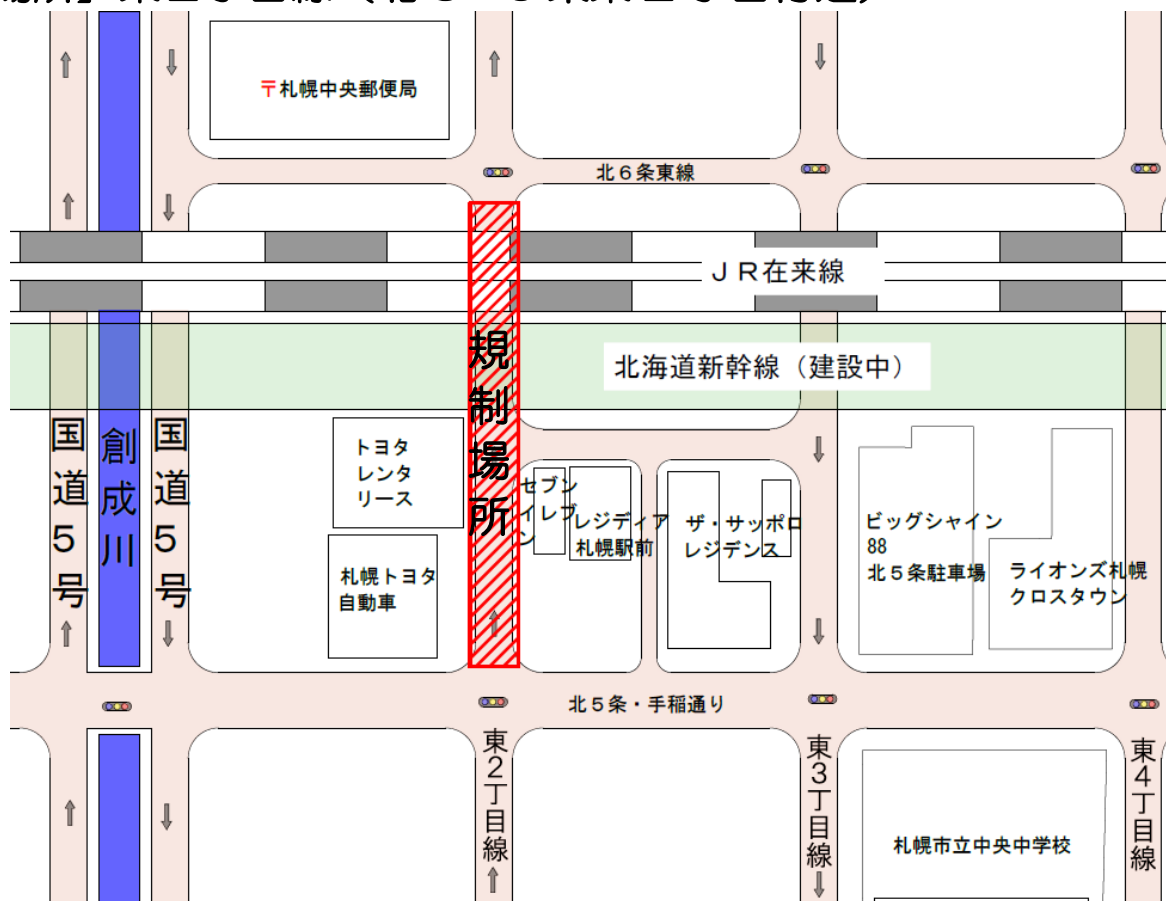 〒札幌中央郵便局
北６条東線
ＪＲ在来線
北海道新幹線（建設中）
規制場所
国道５号
創成川
国道５号
トヨタ
レンタ
リース
札幌トヨタ
自動車
セブン
イレブ
ン
レジディア
札幌駅前
ザ・サッポロ
レジデンス
ビッグシャイン
88
北５条駐車場
ライオンズ札幌
クロスタウン
北５条・手稲通り
東２丁目線
東３丁目線
東４丁目線
札幌市立中央中学校